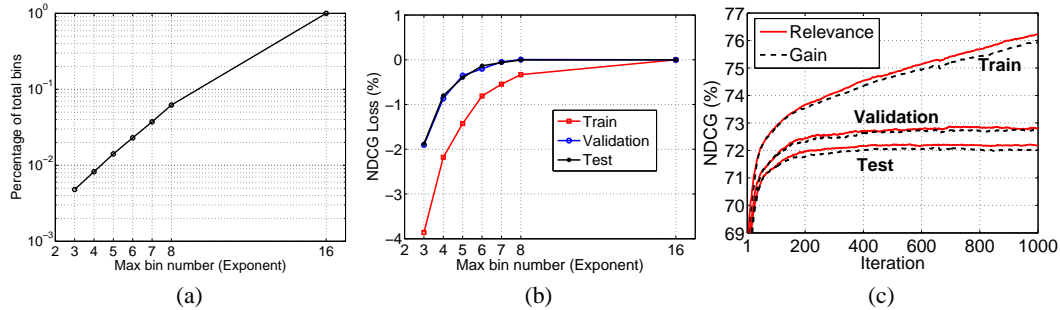 10^0
10^-1
10^-2
10^-3
Percentage of total bins
2 3 4 5 6 7 8 16
Max bin number (Exponent)
(a)
1
0
−1
−2
−3
−4
NDCG Loss (%)
Train
Validation
Test
2 3 4 5 6 7 8 16
Max bin number (Exponent)
(b)
77
76
75
74
73
72
71
70
69
NDCG (%)
Relevance
Gain
Train
Validation
Test
1 200 400 600 800 1000
Iteration
(c)